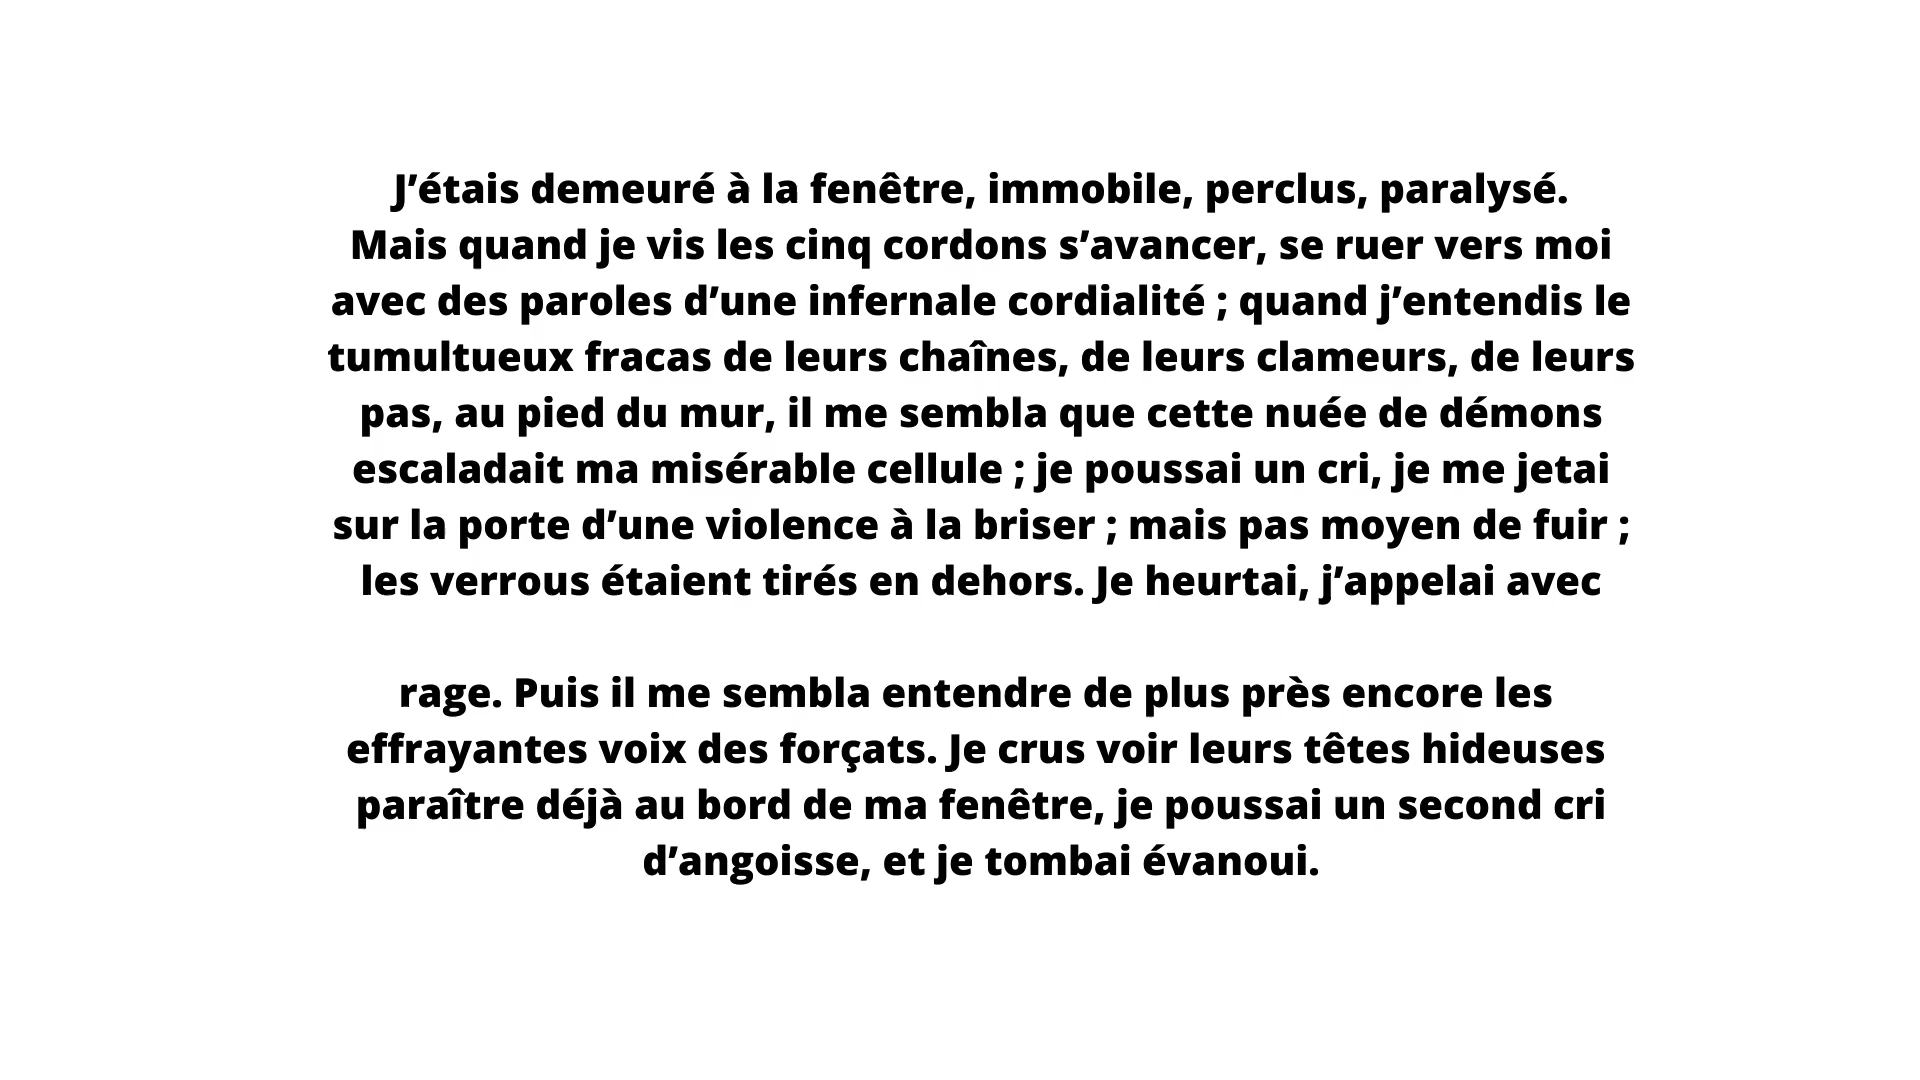 J’étais demeuré à la fenêtre, immobile, perclus, paralysé.
Mais quand je vis les cinq cordons s’avancer, se ruer vers moi
avec des paroles d’une infernale cordialité ; quand j’entendis le
tumultueux fracas de leurs chaînes, de leurs clameurs, de leurs
pas, au pied du mur, il me sembla que cette nuée de démons
escaladait ma misérable cellule ; je poussai un cri, je me jetai
sur la porte d’une violence à la briser ; mais pas moyen de fuir ;
les verrous étaient tirés en dehors. Je heurtai, j’appelai avec
rage. Puis il me sembla entendre de plus près encore les
effrayantes voix des forçats. Je crus voir leurs têtes hideuses
paraître déjà au bord de ma fenêtre, je poussai un second cri
d’angoisse, et je tombai évanoui.